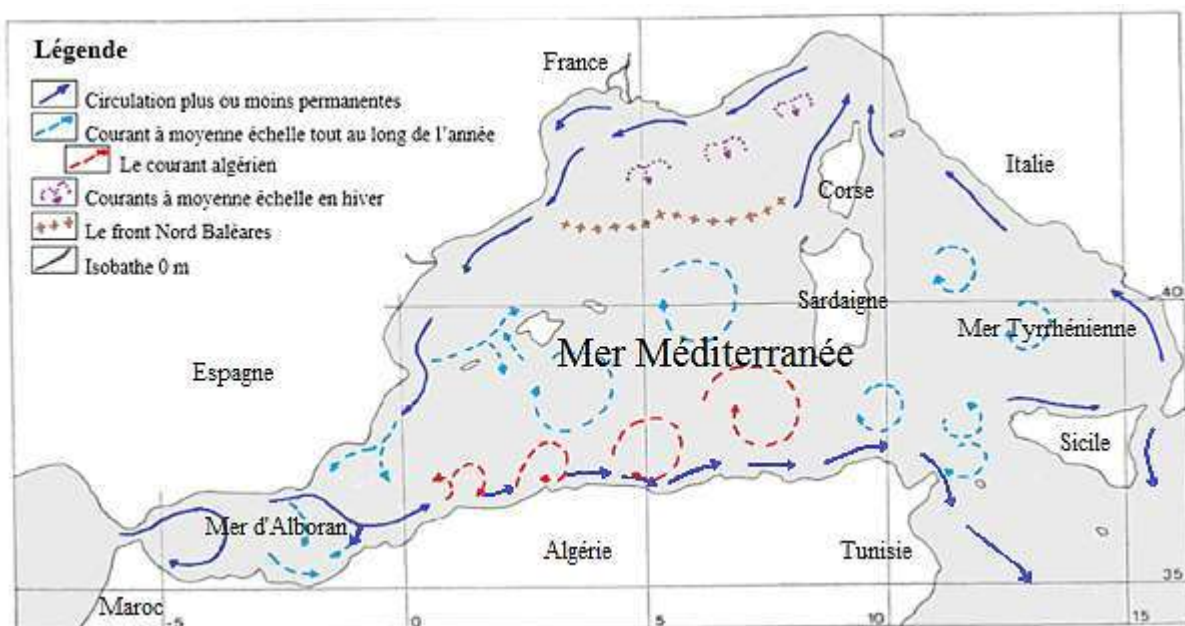 Légende
Circulation plus ou moins permanentes
Courant à moyenne échelle tout au long de l'année
Le courant algérien
Courants à moyenne échelle en hiver
Le front Nord Baléares
Isobathe 0 m
France
Italie
Corse
Sardaigne
40
Mer Tyrrhénienne
Mer Méditerranée
Espagne
Sicile
Mer d'Alboran
Algérie
Tunisie
35
Maroc
-5
0
5
10
15